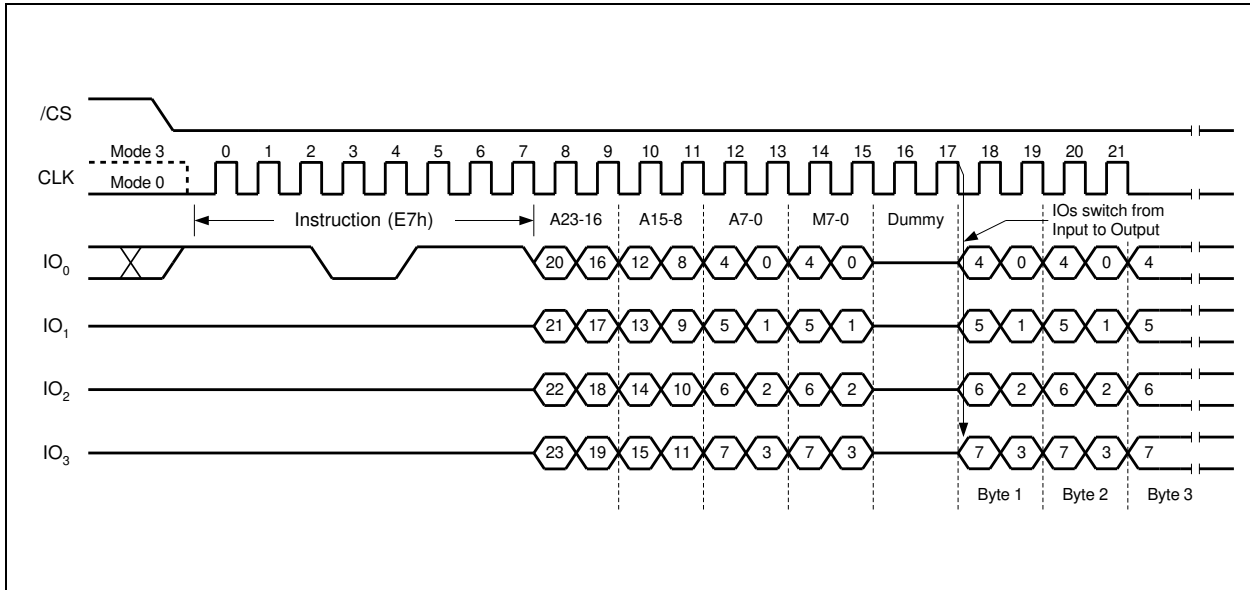 /CS
Mode 3 0 1 2 3 4 5 6 7 8 9 10 11 12 13 14 15 16 17 18 19 20 21
CLK
Mode 0
Instruction (E7h) A23-16 A15-8 A7-0 M7-0 Dummy IOs switch from
Input to Output
IO0 20 16 12 8 4 0 4 0 4 0 4 0 4
IO1 21 17 13 9 5 1 5 1 5 1 5 1 5
IO2 22 18 14 10 6 2 6 2 6 2 6 2 6
IO3 23 19 15 11 7 3 7 3 7 3 7 3 7
Byte 1 Byte 2 Byte 3